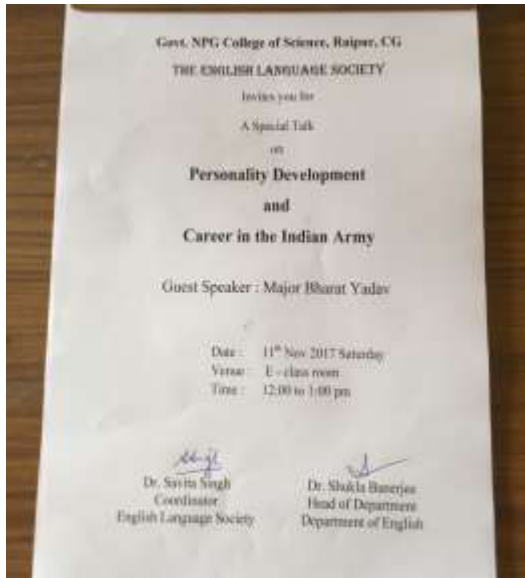 Govt. NPG College of Science, Raipur, CG
THE ENGLISH LANGUAGE SOCIETY
Invites you for
A Special Talk
on
Personality Development
and
Career in the Indian Army
Guest Speaker : Major Bharat Yadav
Date : 11th Nov 2017 Saturday
Venue E - class room
Time : 12:00 to 1:00 pm
Dr. Savita Singh
Coordinator
English Language Society
Dr. Shukla Banerjee
Head of Department
Department of English